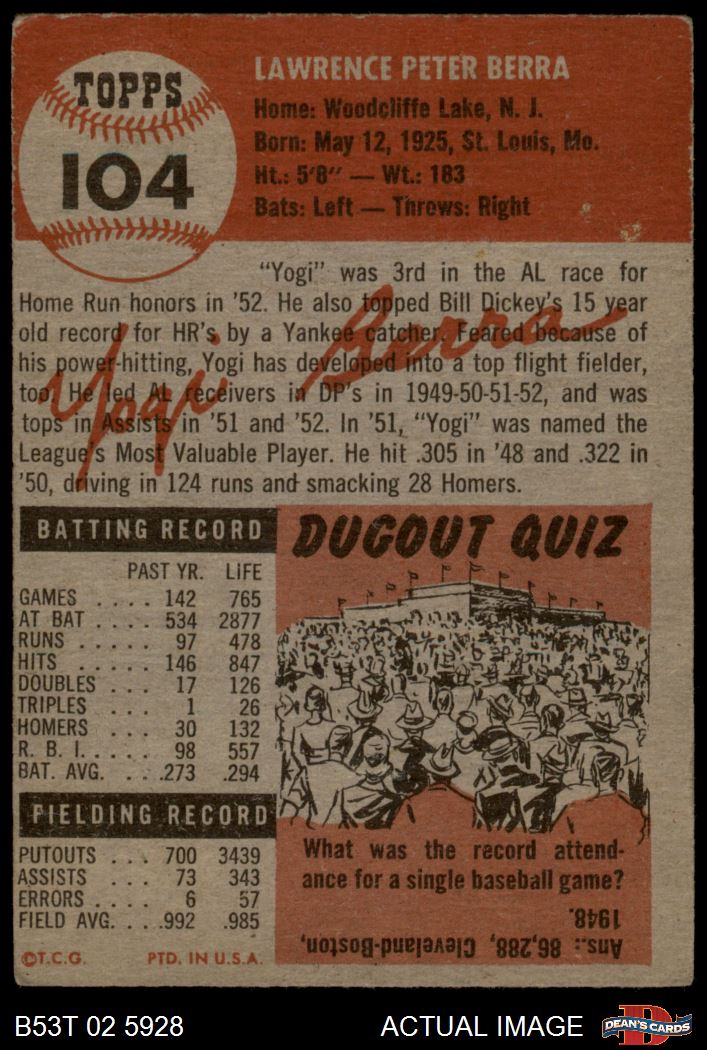 TOPPS
104
LAWRENCE PETER BERRA
Home: Woodcliffe Lake, N. J.
Born: May 12, 1925, St. Louis, Mo.
Ht.: 5'8" — Wt.: 183
Bats: Left — Throws: Right
"Yogi" was 3rd in the AL race for
Home Run honors in '52. He also topped Bill Dickey's 15 year
old record for HR's by a Yankee catcher. Feared because of
his power-hitting, Yogi has developed into a top flight fielder,
too. He led AL receivers in DP's in 1949-50-51-52, and was
tops in Assists in '51 and '52. In '51, "Yogi" was named the
League's Most Valuable Player. He hit .305 in '48 and .322 in
'50, driving in 124 runs and smacking 28 Homers.
Yogi Berra
BATTING RECORD
PAST YR. LIFE
GAMES .... 142 765
AT BAT .... 534 2877
RUNS ..... 97 478
HITS ..... 146 847
DOUBLES ... 17 126
TRIPLES ... 1 26
HOMERS ... 30 132
R. B. I. .... 98 557
BAT. AVG. . . .273 .294
FIELDING RECORD
PUTOUTS ... 700 3439
ASSISTS ... 73 343
ERRORS .... 6 57
FIELD AVG. . . .992 .985
©T.C.G. PTD. IN U.S.A.
DUGOUT QUIZ
What was the record attend-
ance for a single baseball game?
Ans.: 86,288, Cleveland-Boston,
1948.
B53T 02 5928
ACTUAL IMAGE
DEAN'S CARDS